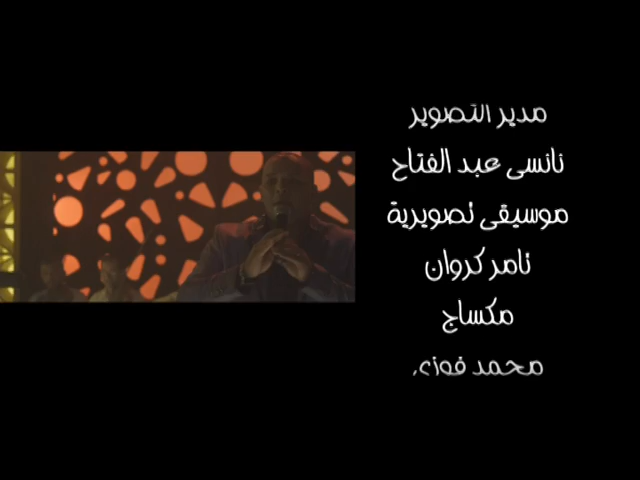 مدير التصوير
نانسى عبد الفتاح
موسيقى تصويرية
تامر كروان
مكساج
محمد فوزى